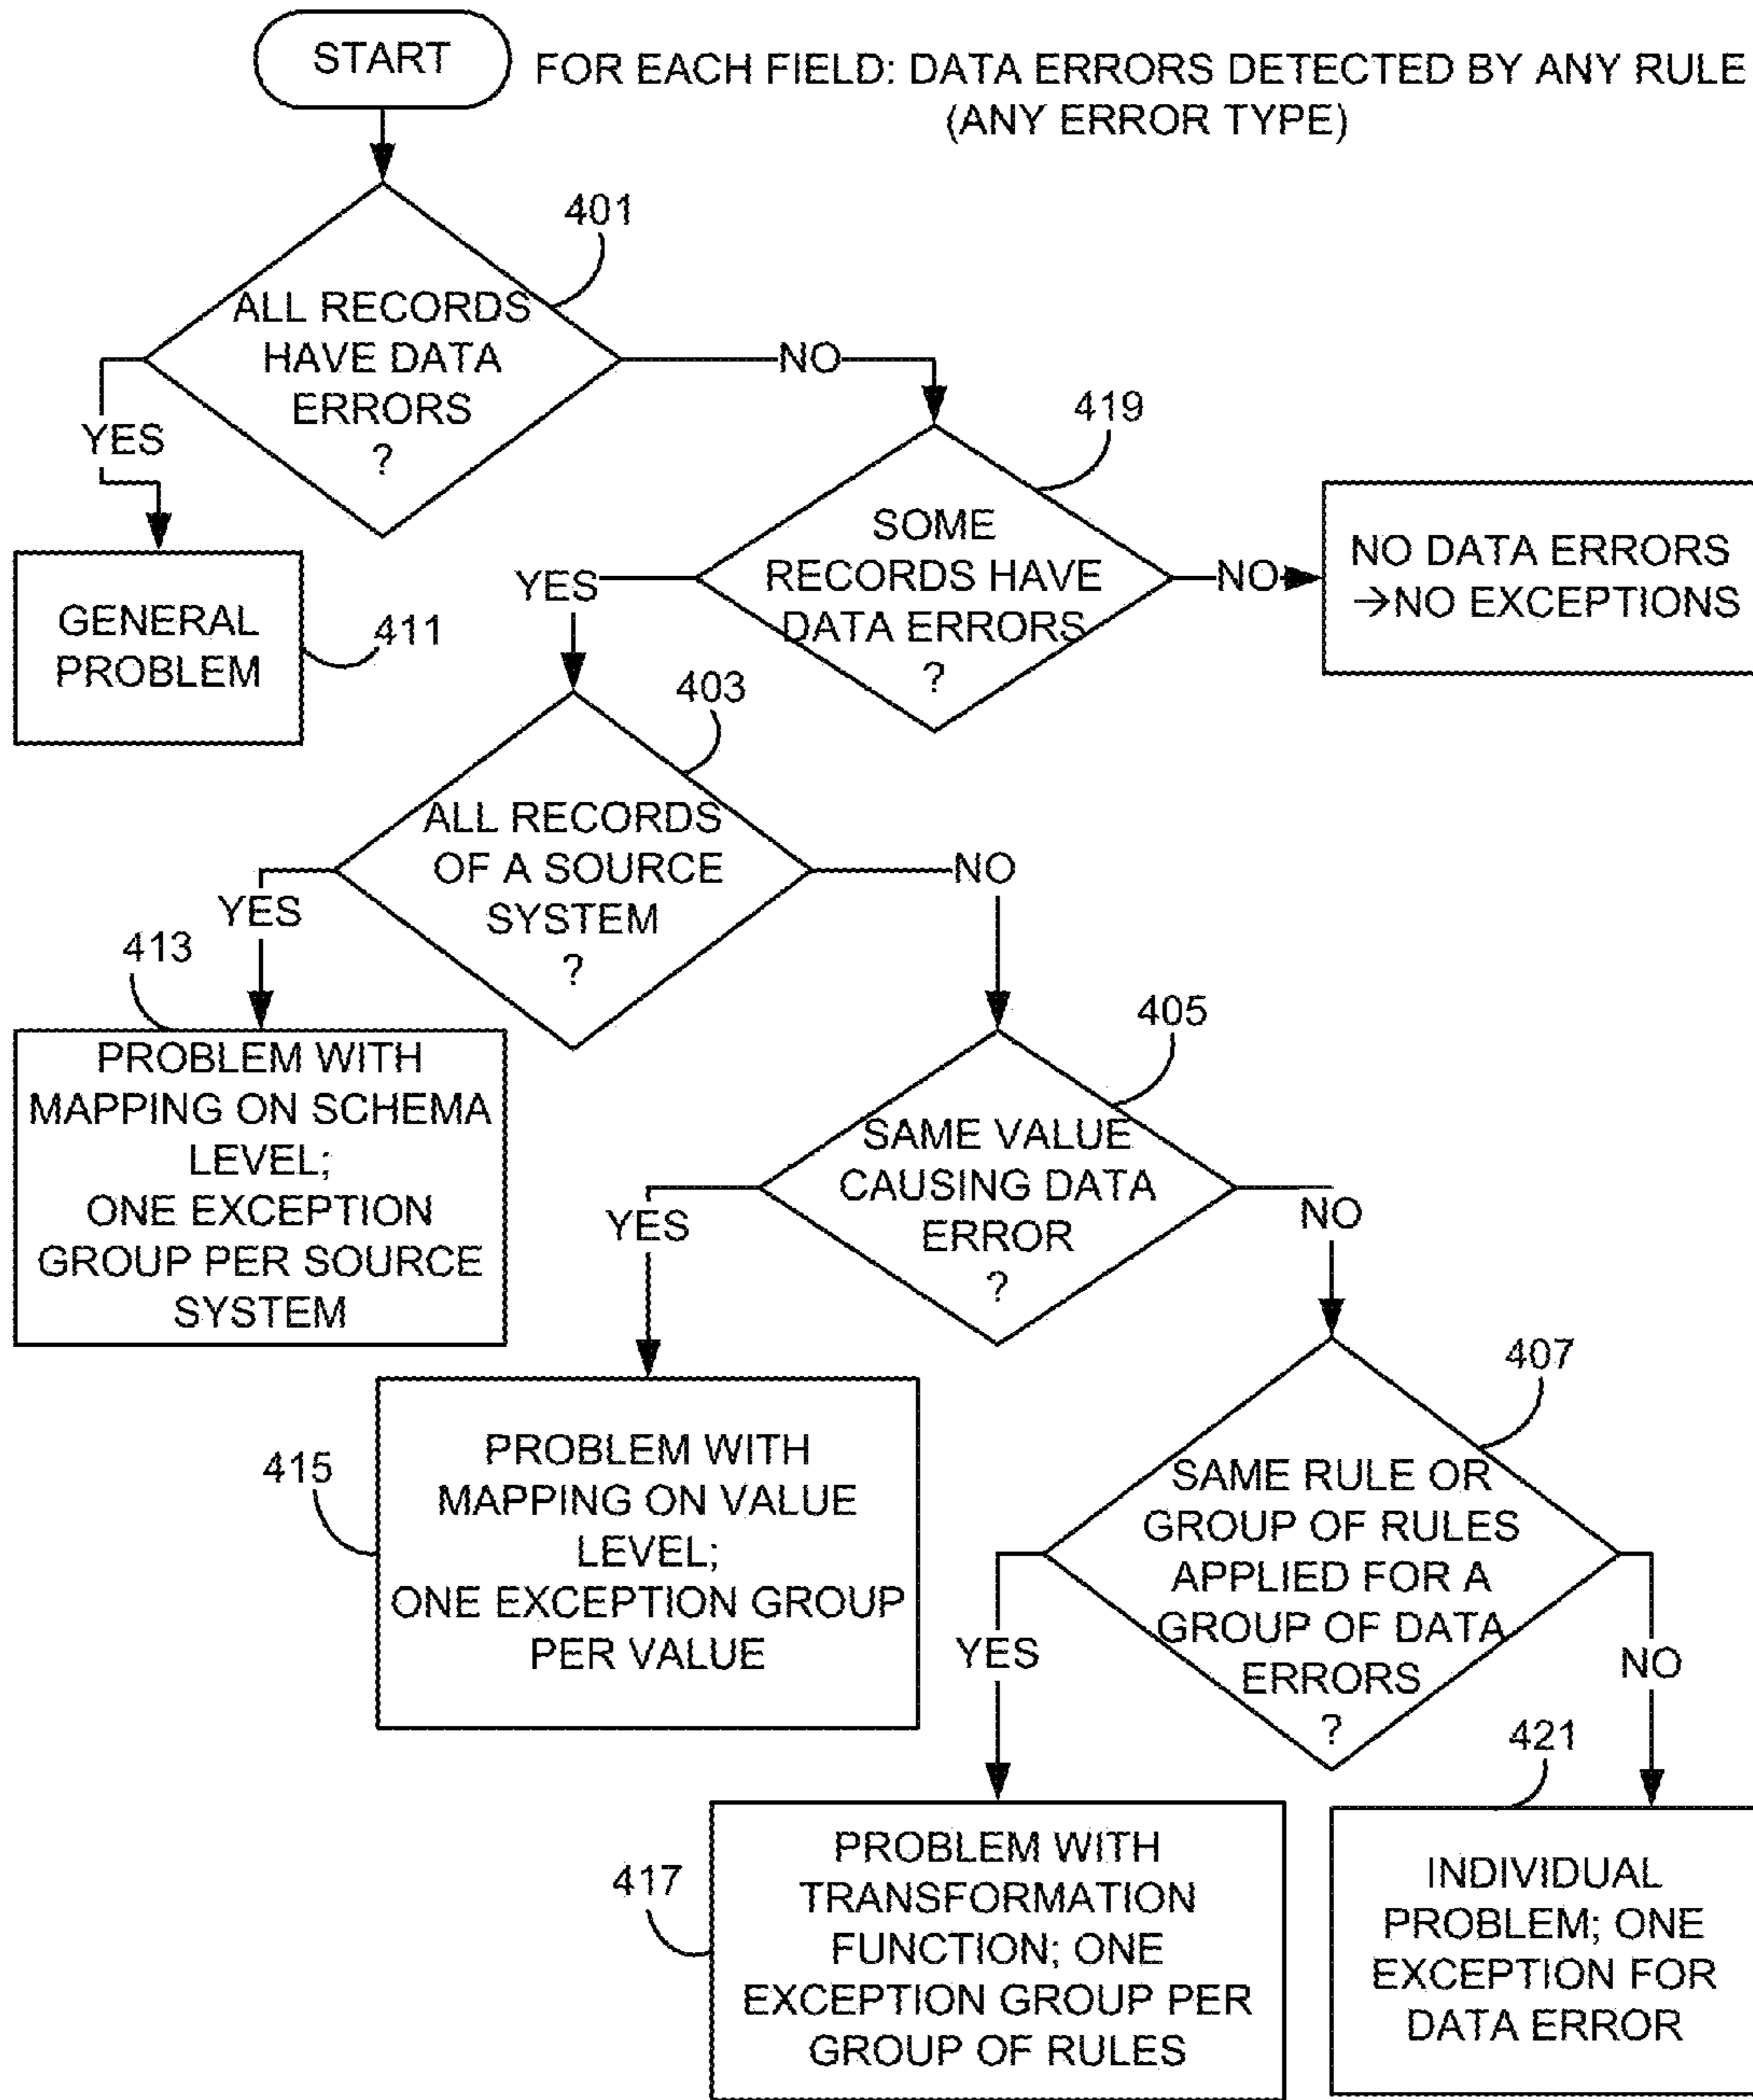 START
FOR EACH FIELD: DATA ERRORS DETECTED BY ANY RULE
(ANY ERROR TYPE)
401
ALL RECORDS
HAVE DATA
ERRORS
?
NO
YES
419
SOME
RECORDS HAVE
DATA ERRORS
?
YES
NO
NO DATA ERRORS
→NO EXCEPTIONS
GENERAL
PROBLEM
411
403
ALL RECORDS
OF A SOURCE
SYSTEM
?
YES
NO
413
PROBLEM WITH
MAPPING ON SCHEMA
LEVEL;
ONE EXCEPTION
GROUP PER SOURCE
SYSTEM
405
SAME VALUE
CAUSING DATA
ERROR
?
YES
NO
415
PROBLEM WITH
MAPPING ON VALUE
LEVEL;
ONE EXCEPTION GROUP
PER VALUE
407
SAME RULE OR
GROUP OF RULES
APPLIED FOR A
GROUP OF DATA
ERRORS
?
YES
NO
417
PROBLEM WITH
TRANSFORMATION
FUNCTION; ONE
EXCEPTION GROUP PER
GROUP OF RULES
421
INDIVIDUAL
PROBLEM; ONE
EXCEPTION FOR
DATA ERROR